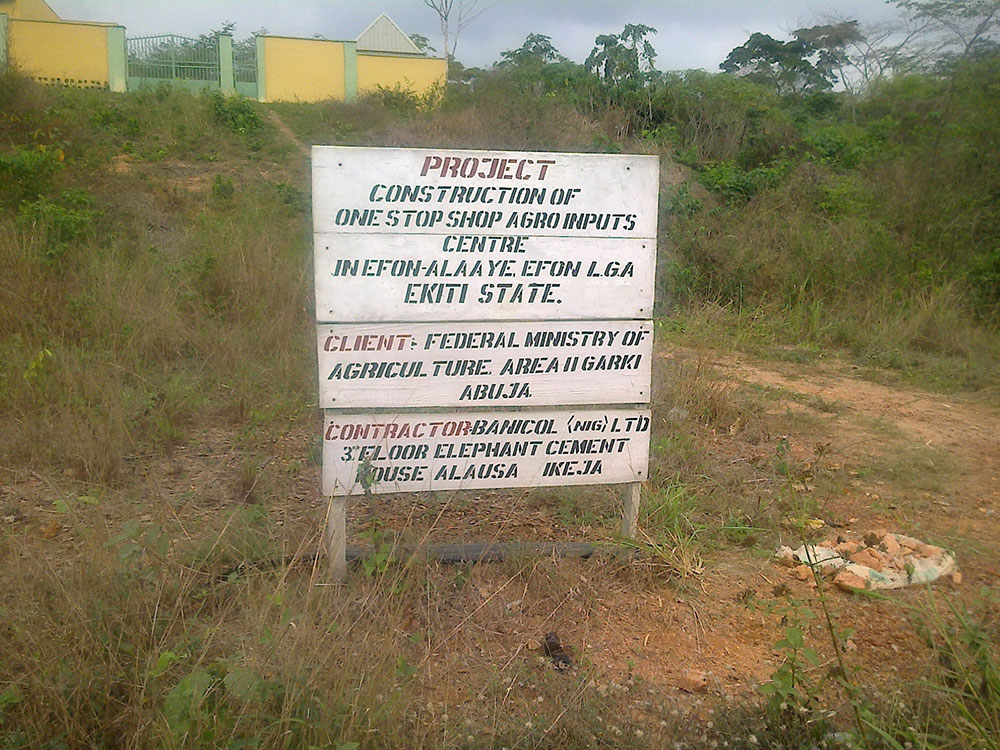 PROJECT
CONSTRUCTION OF
ONE STOP SHOP AGRO INPUTS
CENTRE
IN EFON-ALAAYE, EFON L.G.A
EKITI STATE.
CLIENT: FEDERAL MINISTRY OF
AGRICULTURE, AREA 11 GARKI
ABUJA.
CONTRACTOR-BANICOL (NIG) LTD
3RD FLOOR ELEPHANT CEMENT
HOUSE ALAUSA IKEJA